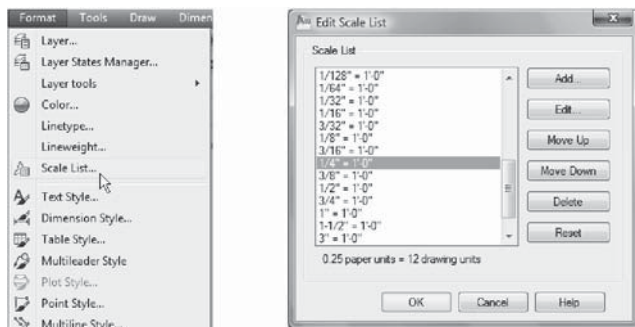 Format Tools Draw Dimen
Layer...
Layer States Manager...
Layer tools
Color...
Linetype...
Lineweight...
Scale List...
Text Style...
Dimension Style...
Table Style...
Multileader Style
Plot Style...
Point Style...
Multiline Style...
Edit Scale List
Scale List
1/128" = 1'-0"
1/64" = 1'-0"
1/32" = 1'-0"
1/16" = 1'-0"
3/32" = 1'-0"
1/8" = 1'-0"
3/16" = 1'-0"
1/4" = 1'-0"
3/8" = 1'-0"
1/2" = 1'-0"
3/4" = 1'-0"
1" = 1'-0"
1-1/2" = 1'-0"
3" = 1'-0"
Add...
Edit...
Move Up
Move Down
Delete
Reset
0.25 paper units = 12 drawing units
OK Cancel Help